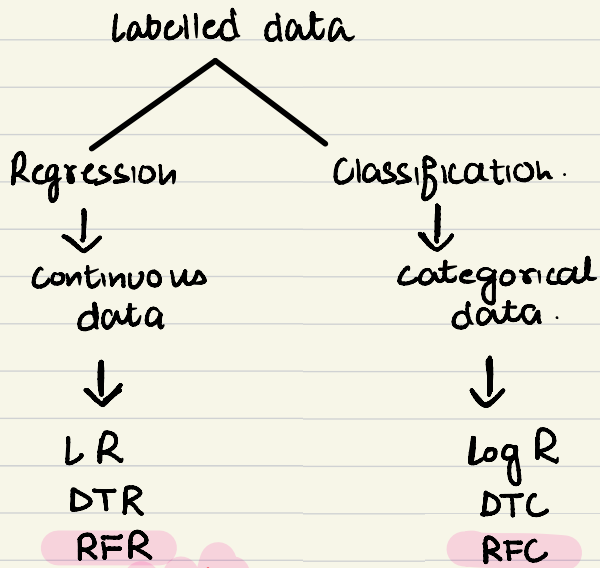 Labelled data
Regression
Classification.
Continuous
data
categorical
data.
LR
DTR
RFR
Log R
DTC
RFC